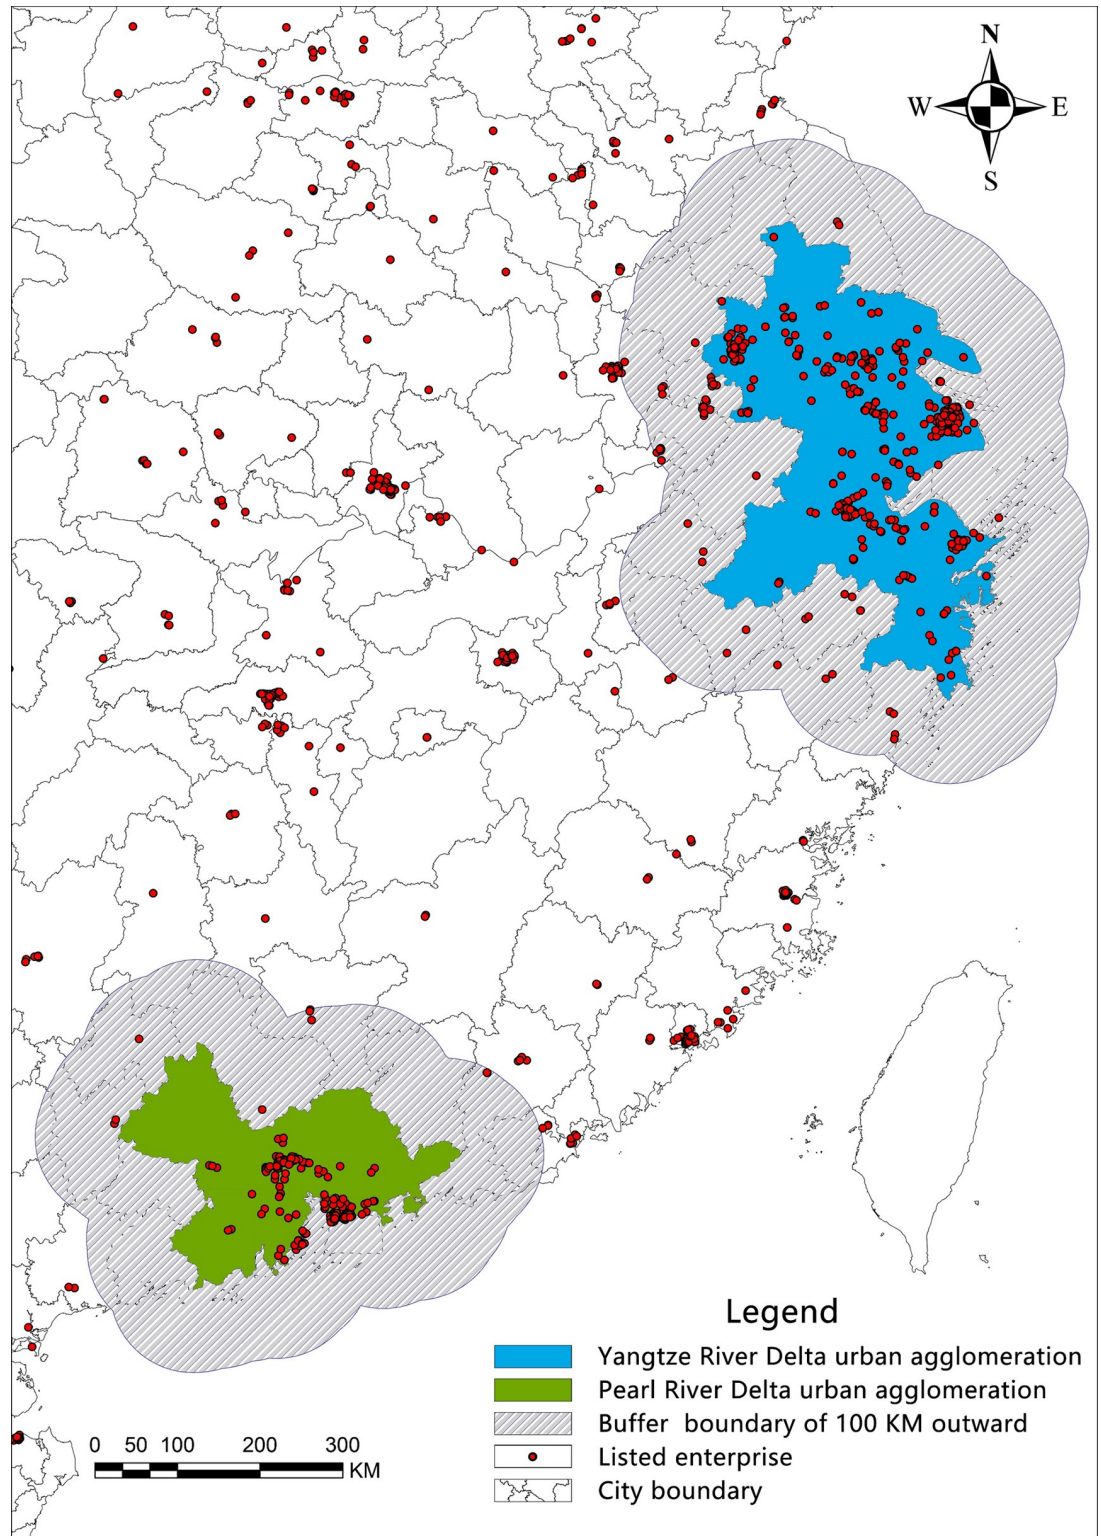 N
W E
S
Legend
Yangtze River Delta urban agglomeration
Pearl River Delta urban agglomeration
Buffer boundary of 100 KM outward
Listed enterprise
City boundary
0 50 100 200 300
KM